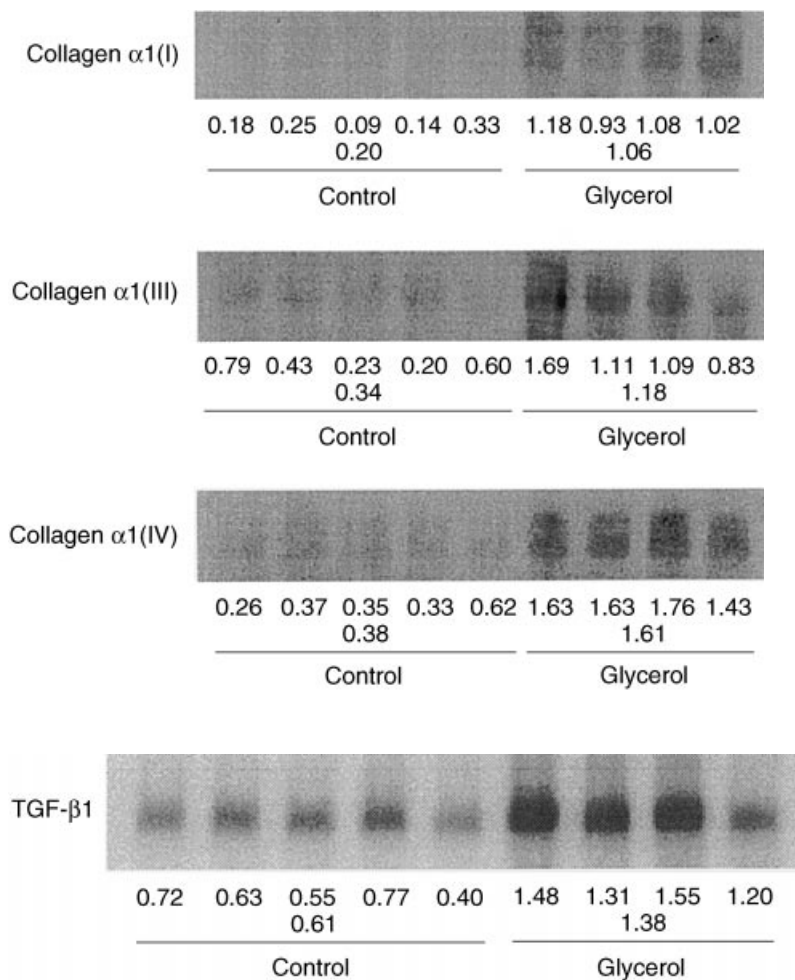 Collagen α1(I)
0.18 0.25 0.09 0.14 0.33 1.18 0.93 1.08 1.02
0.20 1.06
Control Glycerol
Collagen α1(III)
0.79 0.43 0.23 0.20 0.60 1.69 1.11 1.09 0.83
0.34 1.18
Control Glycerol
Collagen α1(IV)
0.26 0.37 0.35 0.33 0.62 1.63 1.63 1.76 1.43
0.38 1.61
Control Glycerol
TGF-β1
0.72 0.63 0.55 0.77 0.40 1.48 1.31 1.55 1.20
0.61 1.38
Control Glycerol